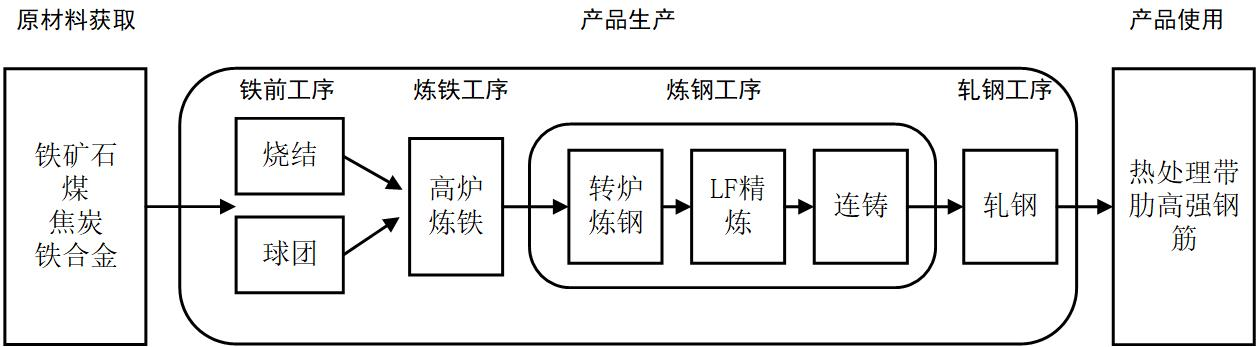 原材料获取
产品生产
产品使用
铁前工序
炼铁工序
炼钢工序
轧钢工序
铁矿石
煤
焦炭
铁合金
烧结
球团
高炉
炼铁
转炉
炼钢
LF精
炼
连铸
轧钢
热处理带
肋高强钢
筋